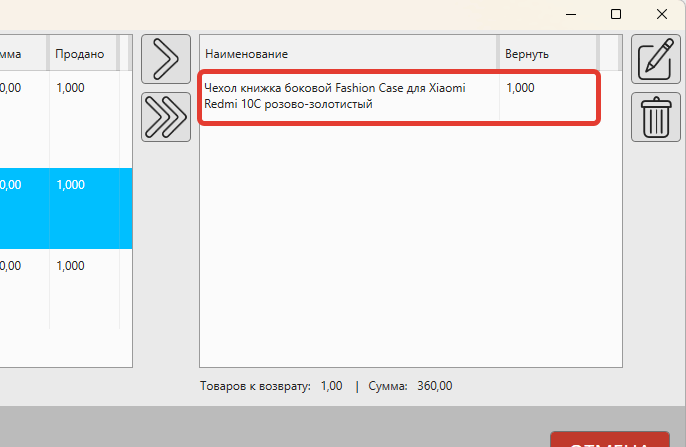 мма Продано Наименование Вернуть
0,00 1,000 Чехол книжка боковой Fashion Case для Xiaomi 1,000
Redmi 10C розово-золотистый
0,00 1,000
0,00 1,000
Товаров к возврату: 1,00 | Сумма: 360,00
ОТМЕНА